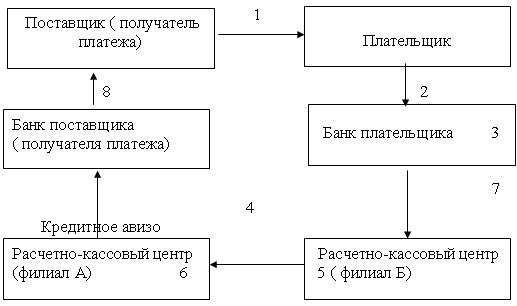 Поставщик ( получатель
платежа)
1
Плательщик
8
2
Банк поставщика
( получателя платежа)
Банк плательщика 3
7
4
Кредитное авизо
Расчетно-кассовый центр
(филиал А) 6
Расчетно-кассовый центр
5 ( филиал Б)